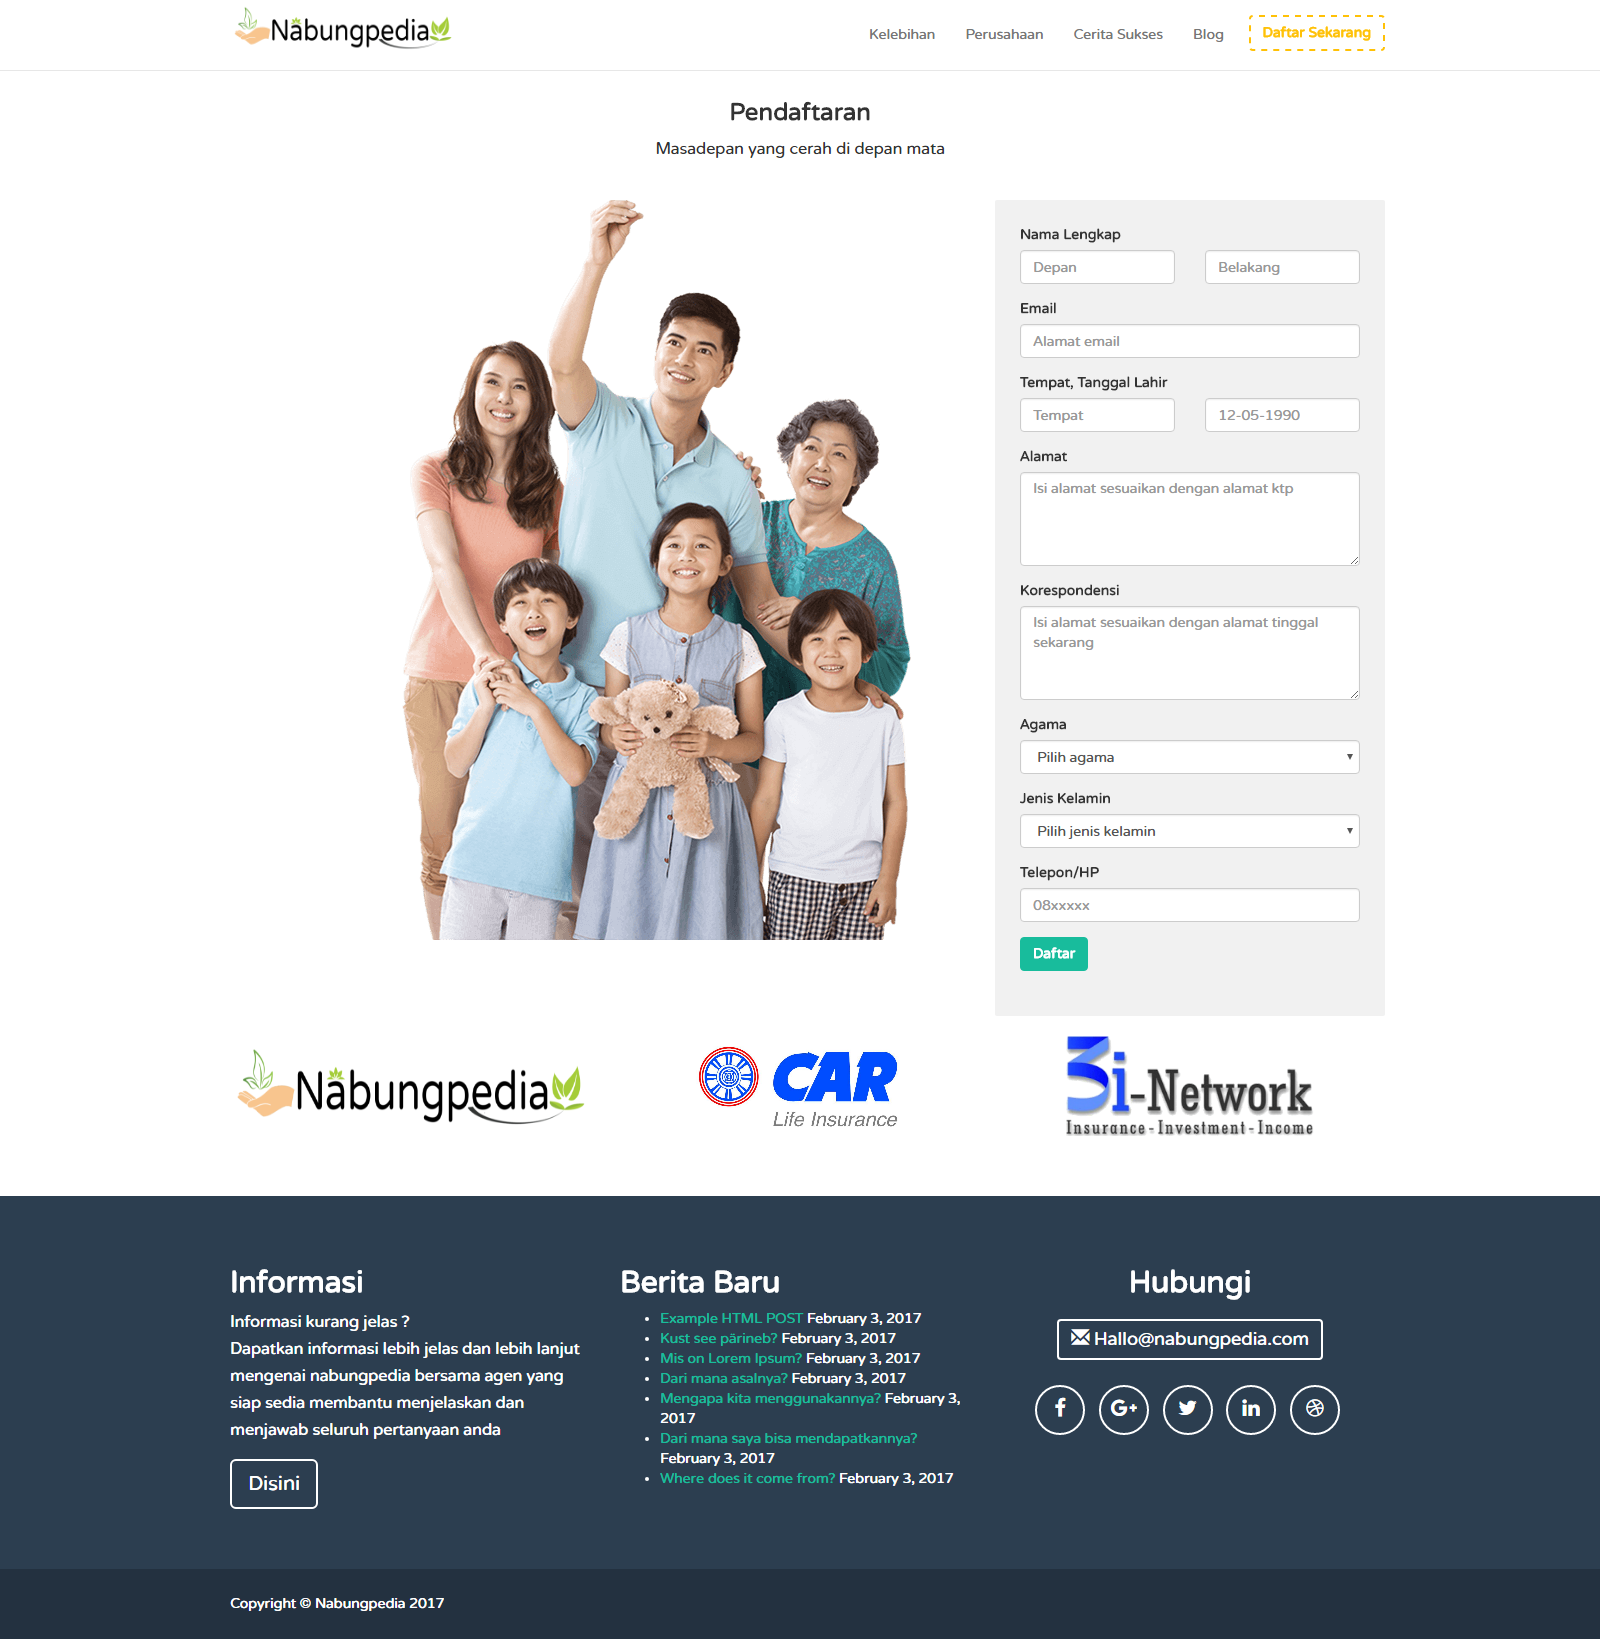 Nabungpedia
Kelebihan
Perusahaan
Cerita Sukses
Blog
Daftar Sekarang
Pendaftaran
Masadepan yang cerah di depan mata
Nama Lengkap
Depan
Belakang
Email
Alamat email
Tempat, Tanggal Lahir
Tempat
12-05-1990
Alamat
Isi alamat sesuaikan dengan alamat ktp
Korespondensi
Isi alamat sesuaikan dengan alamat tinggal
sekarang
Agama
Pilih agama
Jenis Kelamin
Pilih jenis kelamin
Telepon/HP
08xxxxx
Daftar
Nabungpedia
CAR
Life Insurance
3i-Network
Insurance-Investment-Income
Informasi
Informasi kurang jelas ?
Dapatkan informasi lebih jelas dan lebih lanjut
mengenai nabungpedia bersama agen yang
siap sedia membantu menjelaskan dan
menjawab seluruh pertanyaan anda
Disini
Berita Baru
Example HTML POST February 3, 2017
Kust see pärineb? February 3, 2017
Mis on Lorem Ipsum? February 3, 2017
Dari mana asalnya? February 3, 2017
Mengapa kita menggunakannya? February 3,
2017
Dari mana saya bisa mendapatkannya?
February 3, 2017
Where does it come from? February 3, 2017
Hubungi
Hallo@nabungpedia.com
Copyright © Nabungpedia 2017